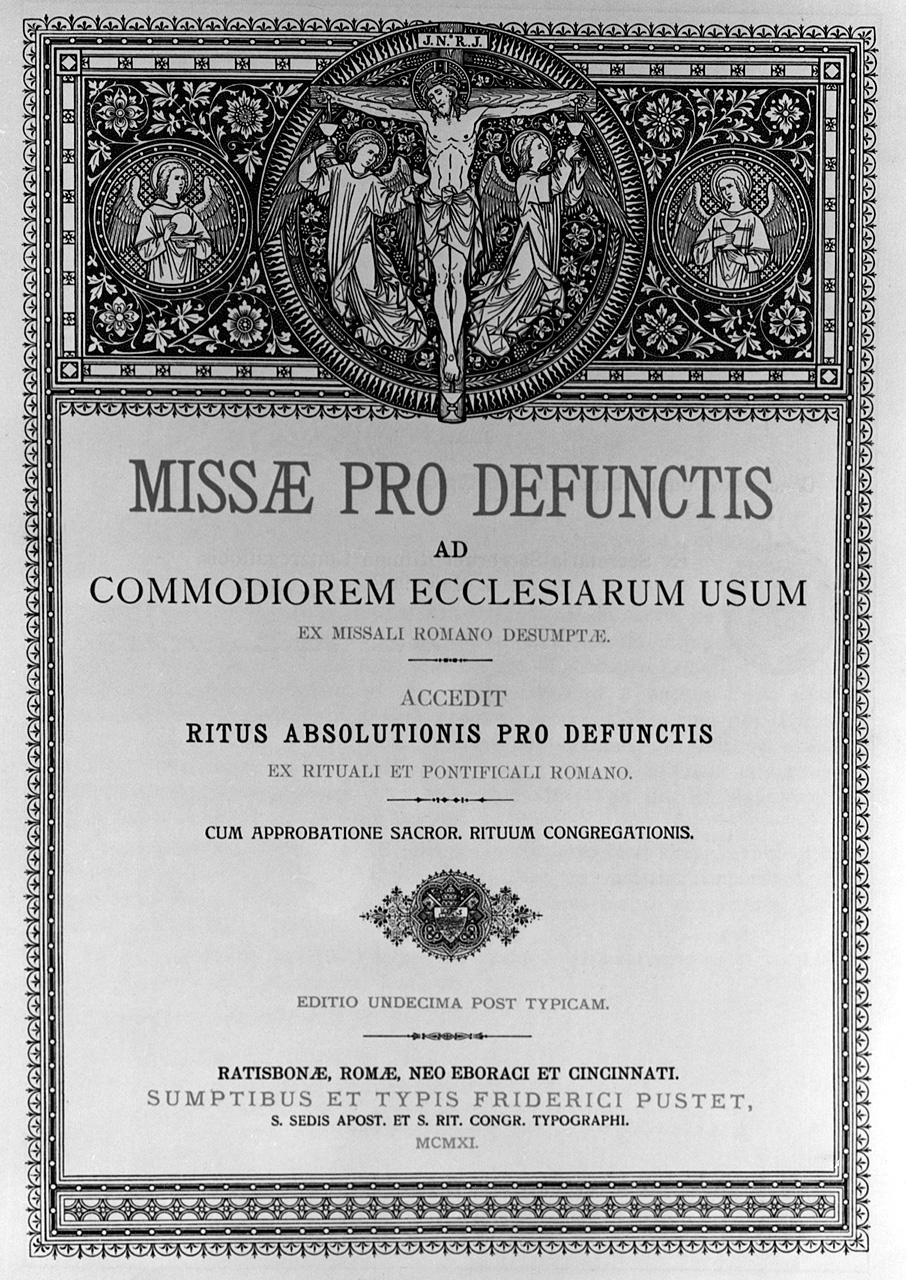 J. N. R. J.
MISSÆ PRO DEFUNCTIS
AD
COMMODIOREM ECCLESIARUM USUM
EX MISSALI ROMANO DESUMPTÆ.
ACCEDIT
RITUS ABSOLUTIONIS PRO DEFUNCTIS
EX RITUALI ET PONTIFICALI ROMANO.
CUM APPROBATIONE SACROR. RITUUM CONGREGATIONIS.
EDITIO UNDECIMA POST TYPICAM.
RATISBONÆ, ROMÆ, NEO EBORACI ET CINCINNATI.
SUMPTIBUS ET TYPIS FRIDERICI PUSTET,
S. SEDIS APOST. ET S. RIT. CONGR. TYPOGRAPHI.
MCMXI.